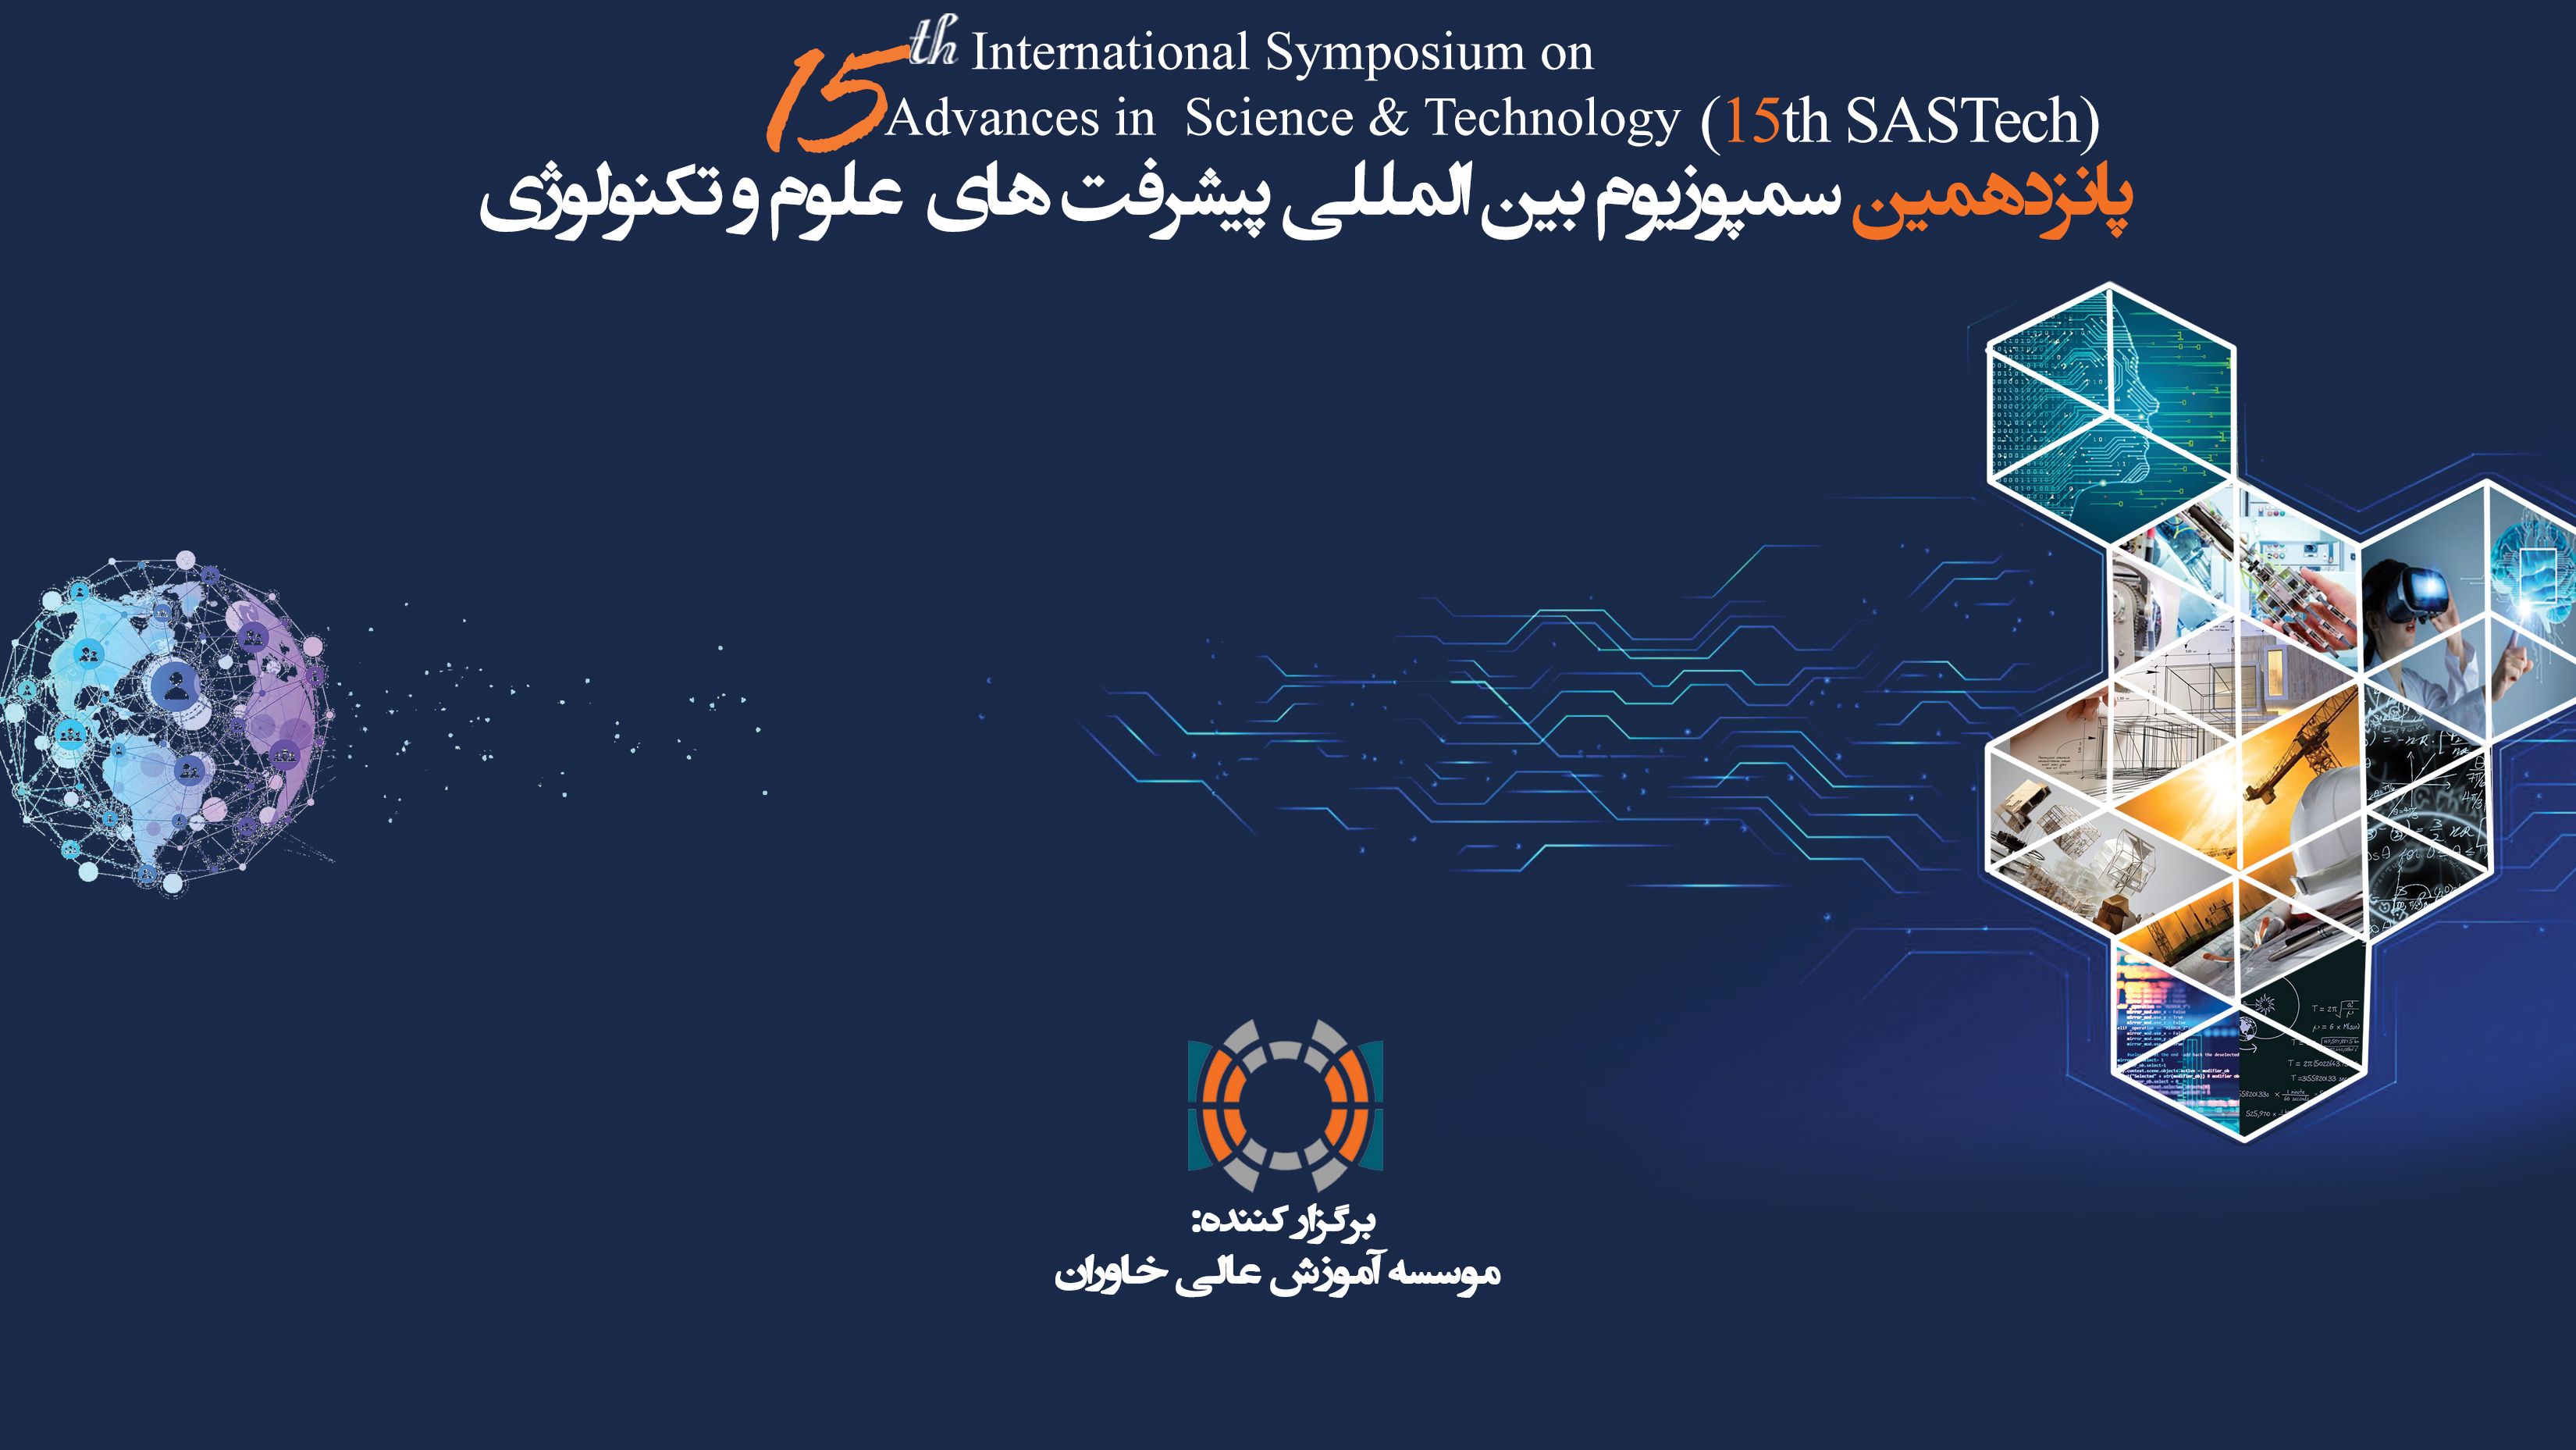 15th International Symposium on
Advances in Science & Technology (15th SASTech)
پانزدهمین سمپوزیوم بین المللی پیشرفت های علوم و تکنولوژی
برگزار کننده:
موسسه آموزش عالی خاوران